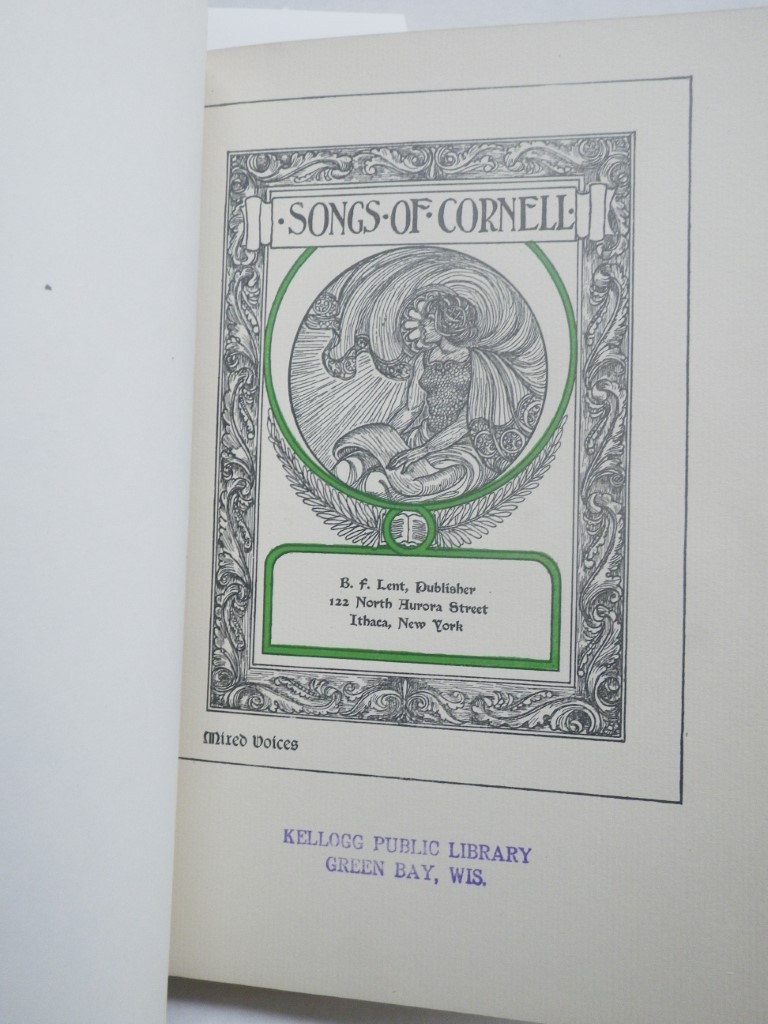 ·SONGS·OF·CORNELL·
B. F. Lent, Publisher
122 North Aurora Street
Ithaca, New York
Mixed Voices
KELLOGG PUBLIC LIBRARY
GREEN BAY, WIS.